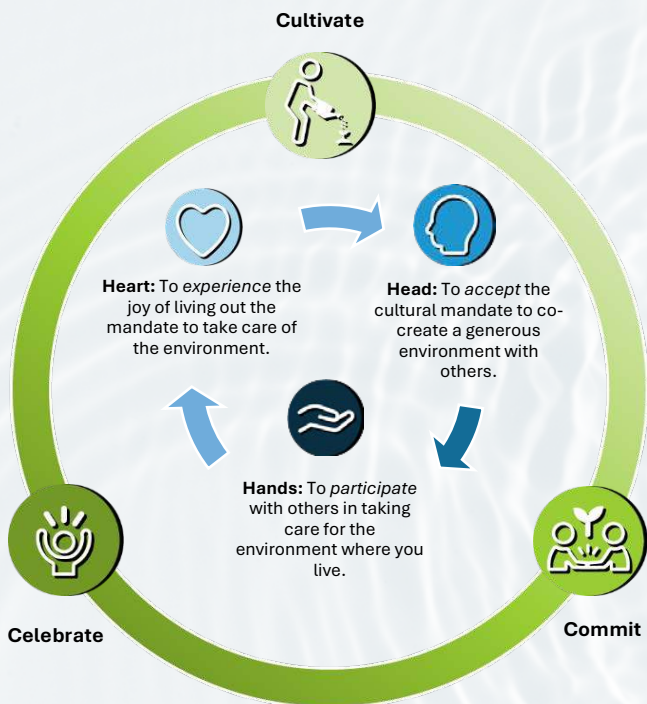 Cultivate
Heart: To experience the
joy of living out the
mandate to take care of
the environment.
Head: To accept the
cultural mandate to co-
create a generous
environment with
others.
Hands: To participate
with others in taking
care for the
environment where you
live.
Celebrate
Commit